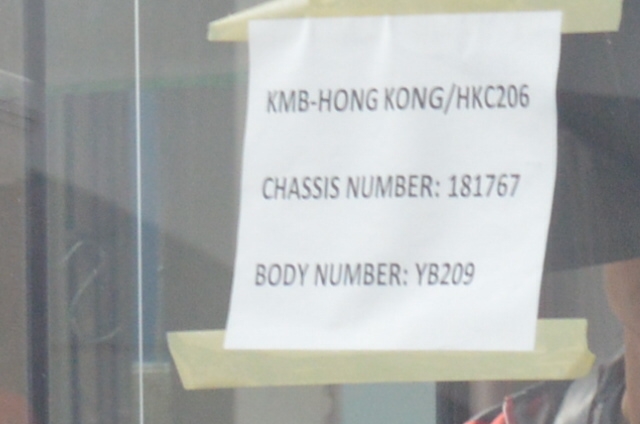 KMB-HONG KONG/HKC206
CHASSIS NUMBER: 181767
BODY NUMBER: YB209